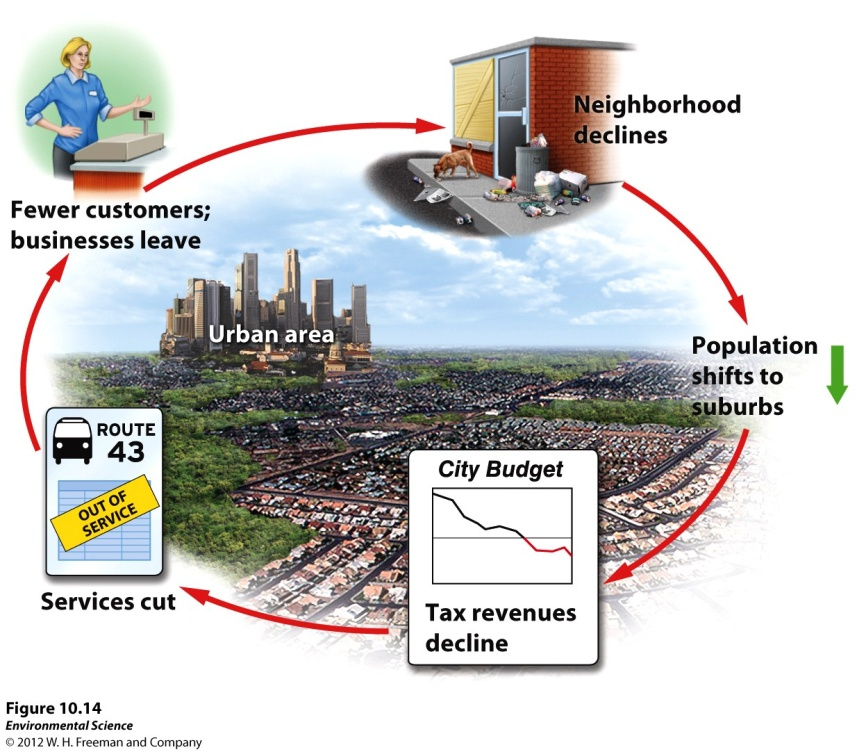 Neighborhood
declines
Fewer customers;
businesses leave
Urban area
Population
shifts to
suburbs
ROUTE
43
OUT OF
SERVICE
City Budget
Services cut
Tax revenues
decline
Figure 10.14
Environmental Science
© 2012 W. H. Freeman and Company